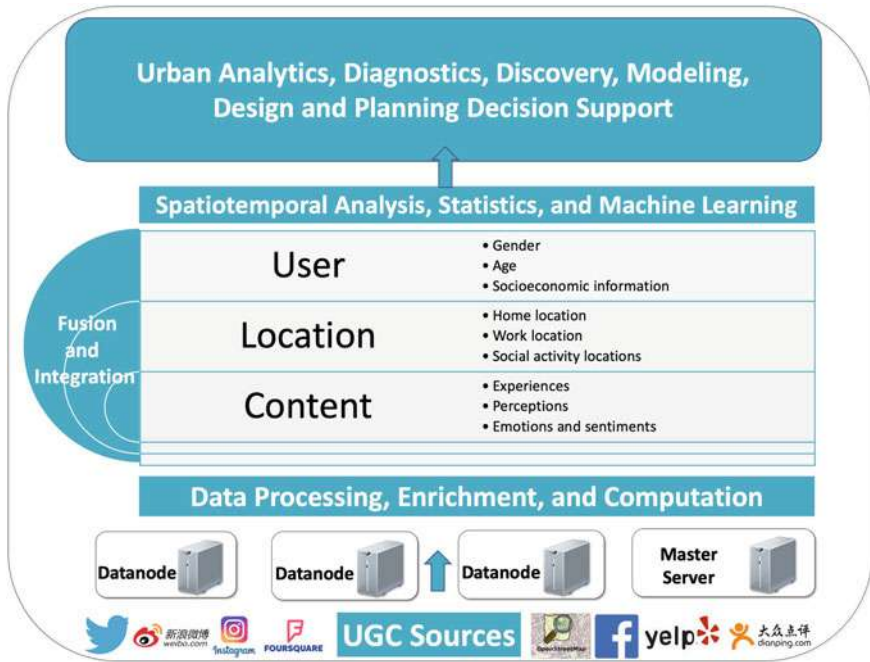 Urban Analytics, Diagnostics, Discovery, Modeling,
Design and Planning Decision Support
Spatiotemporal Analysis, Statistics, and Machine Learning
Fusion
and
Integration
User
• Gender
• Age
• Socioeconomic information
Location
• Home location
• Work location
• Social activity locations
Content
• Experiences
• Perceptions
• Emotions and sentiments
Data Processing, Enrichment, and Computation
Datanode
Datanode
Datanode
Master
Server
新浪微博
weibo.com
Instagram
FOURSQUARE
UGC Sources
OpenStreetMap
yelp
大众点评
dianping.com